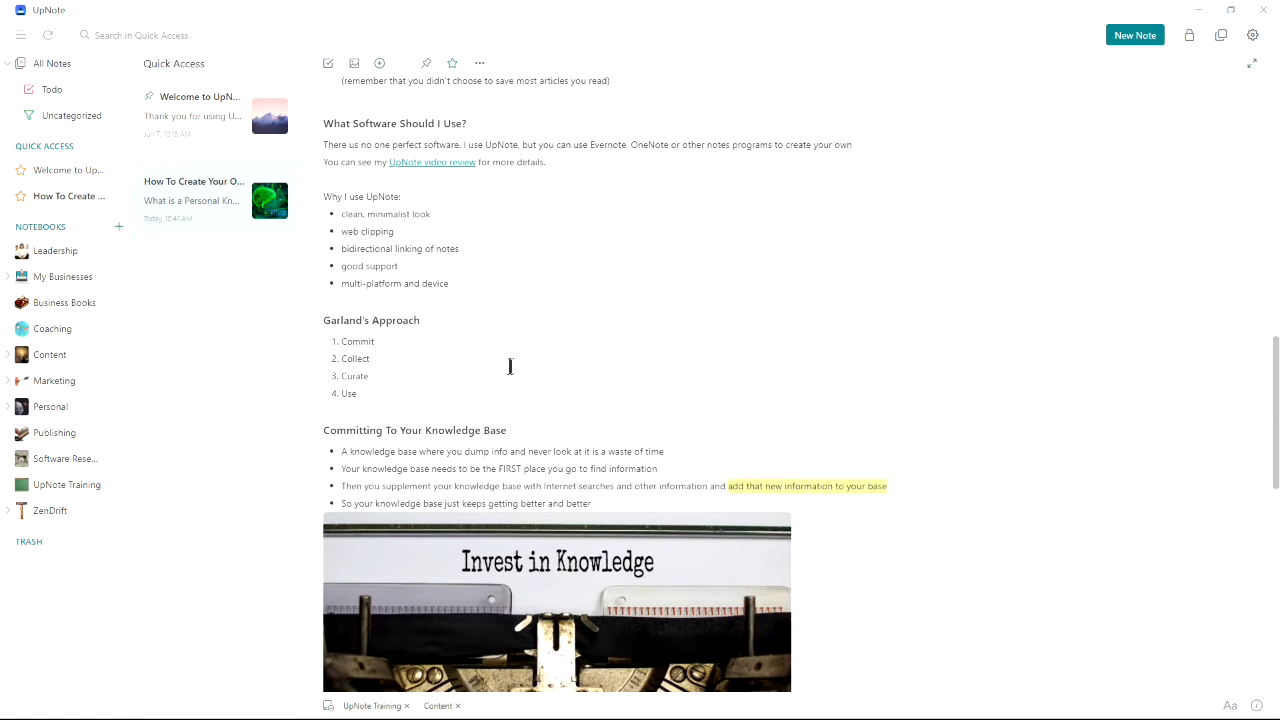 UpNote
Search in Quick Access
New Note
All Notes
Todo
Uncategorized
QUICK ACCESS
Welcome to Up...
How To Create ...
NOTEBOOKS
Leadership
My Businesses
Business Books
Coaching
Content
Marketing
Personal
Publishing
Software Rese...
UpNote Training
ZenDrift
TRASH
Quick Access
Welcome to UpN...
Thank you for using U...
Jun 7, 10:18 AM
How To Create Your O...
What is a Personal Kn...
Today, 10:41 AM
(remember that you didn't choose to save most articles you read)
What Software Should I Use?
There us no one perfect software. I use UpNote, but you can use Evernote. OneNote or other notes programs to create your own
You can see my UpNote video review for more details.
Why I use UpNote:
• clean, minimalist look
• web clipping
• bidirectional linking of notes
• good support
• multi-platform and device
Garland's Approach
1. Commit
2. Collect
3. Curate
4. Use
Committing To Your Knowledge Base
• A knowledge base where you dump info and never look at it is a waste of time
• Your knowledge base needs to be the FIRST place you go to find information
• Then you supplement your knowledge base with Internet searches and other information and add that new information to your base
• So your knowledge base just keeps getting better and better
Invest in Knowledge
UpNote Training ×
Content ×
Aa